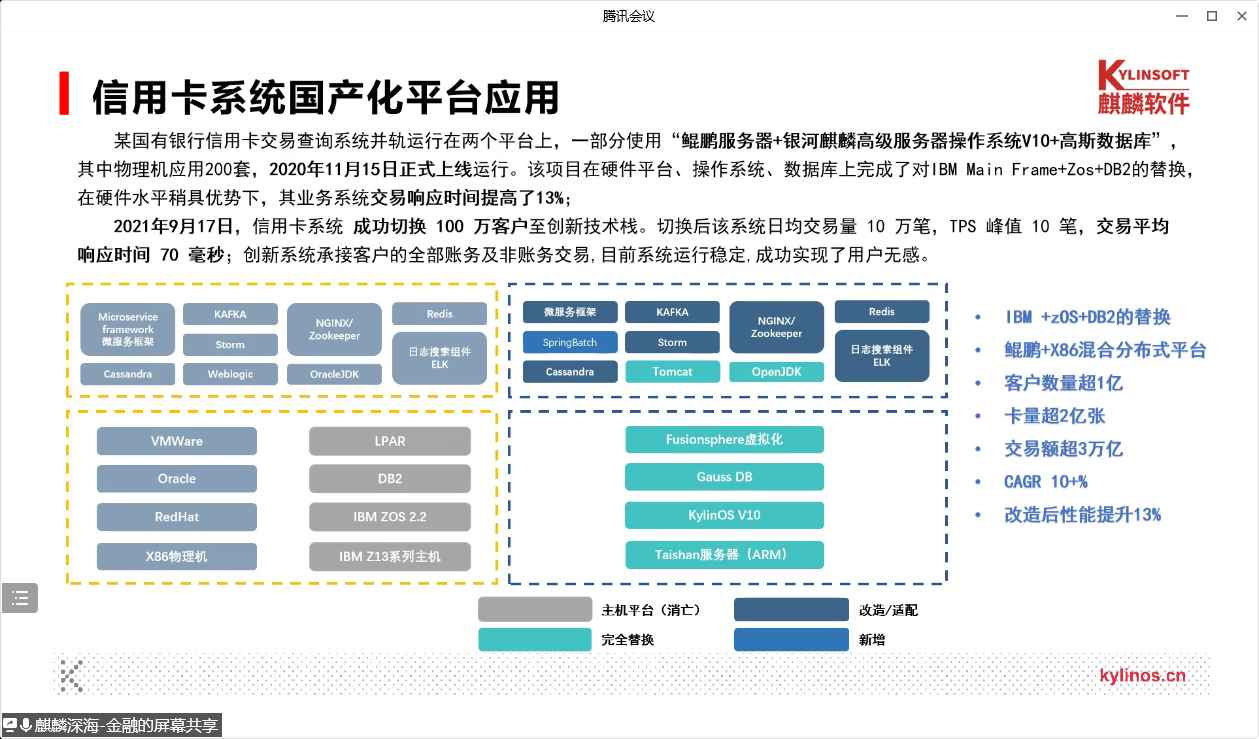 腾讯会议
信用卡系统国产化平台应用
KYLINSOFT
麒麟软件
某国有银行信用卡交易查询系统并轨运行在两个平台上，一部分使用“鲲鹏服务器+银河麒麟高级服务器操作系统V10+高斯数据库”，
其中物理机应用200套，2020年11月15日正式上线运行。该项目在硬件平台、操作系统、数据库上完成了对IBM Main Frame+Zos+DB2的替换，
在硬件水平稍具优势下，其业务系统交易响应时间提高了13%；
2021年9月17日，信用卡系统 成功切换 100 万客户至创新技术栈。切换后该系统日均交易量 10 万笔，TPS 峰值 10 笔，交易平均
响应时间 70 毫秒；创新系统承接客户的全部账务及非账务交易,目前系统运行稳定,成功实现了用户无感。
Microservice
framework
微服务框架
KAFKA
Storm
NGINX/
Zookeeper
Redis
日志搜索组件
ELK
Cassandra
Weblogic
OracleJDK
微服务框架
KAFKA
NGINX/
Zookeeper
Redis
SpringBatch
Storm
日志搜索组件
ELK
Cassandra
Tomcat
OpenJDK
VMWare
LPAR
Oracle
DB2
RedHat
IBM ZOS 2.2
X86物理机
IBM Z13系列主机
Fusionsphere虚拟化
Gauss DB
KylinOS V10
Taishan服务器（ARM）
• IBM +zOS+DB2的替换
• 鲲鹏+X86混合分布式平台
• 客户数量超1亿
• 卡量超2亿张
• 交易额超3万亿
• CAGR 10+%
• 改造后性能提升13%
主机平台（消亡）
改造/适配
完全替换
新增
kylinos.cn
麒麟深海-金融的屏幕共享